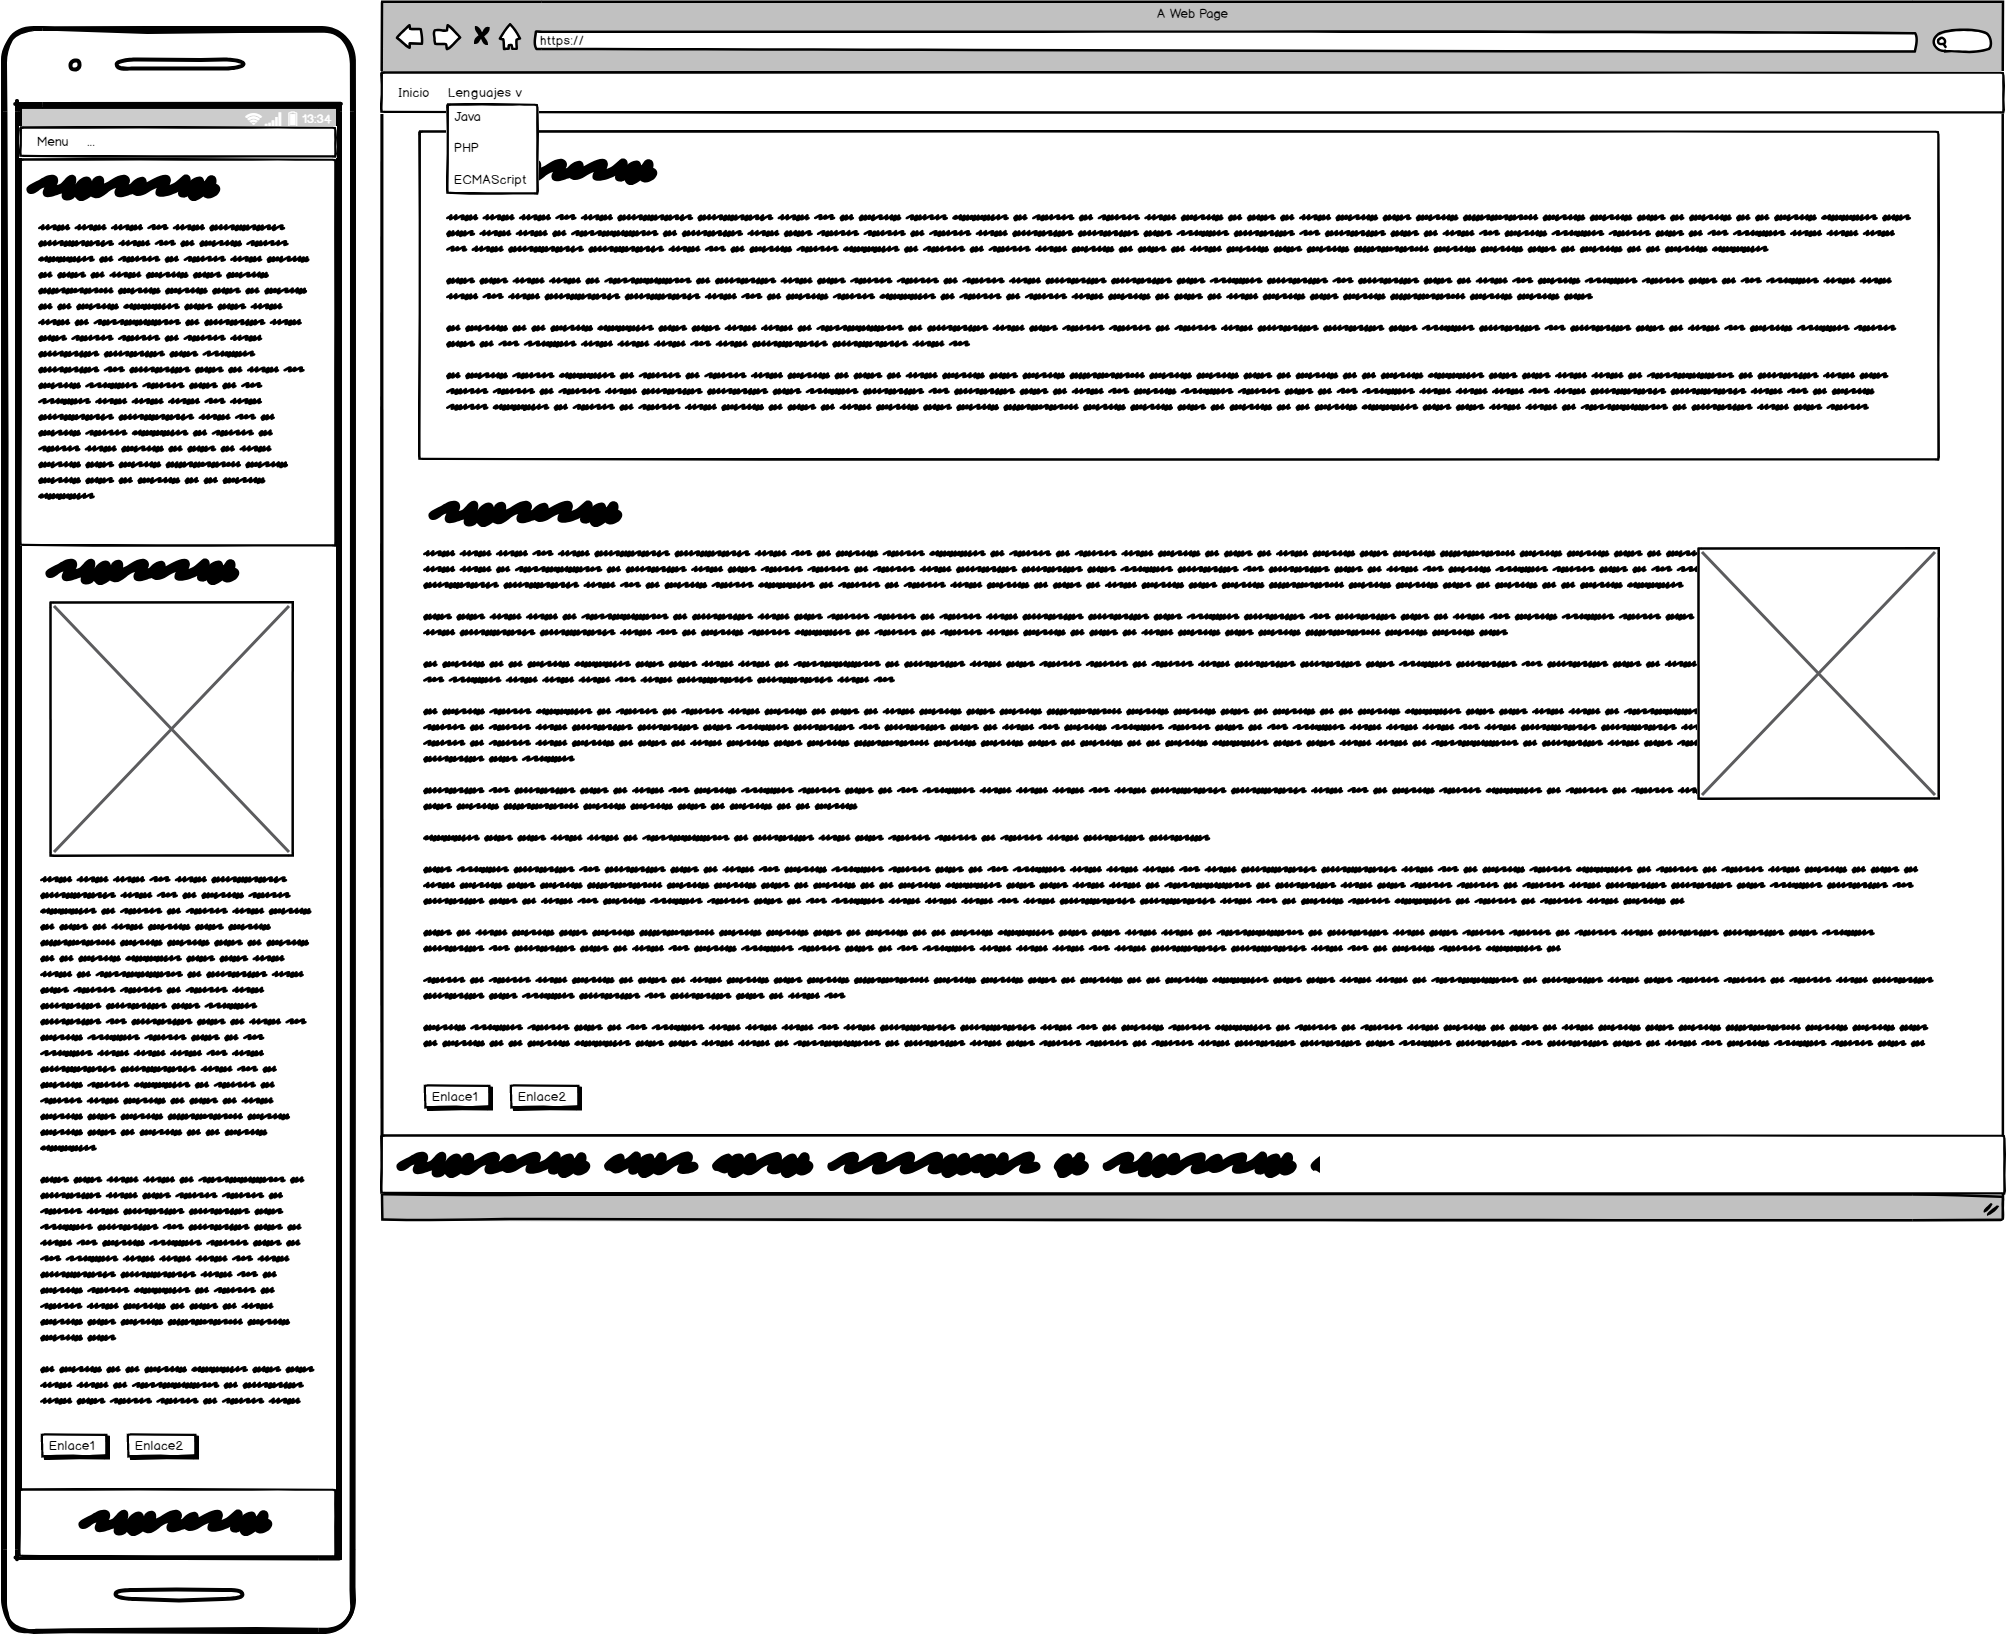 13:34
Menu ...
Enlace1 Enlace2
A Web Page
https://
Inicio Lenguajes v
Java
PHP
ECMAScript
Enlace1 Enlace2